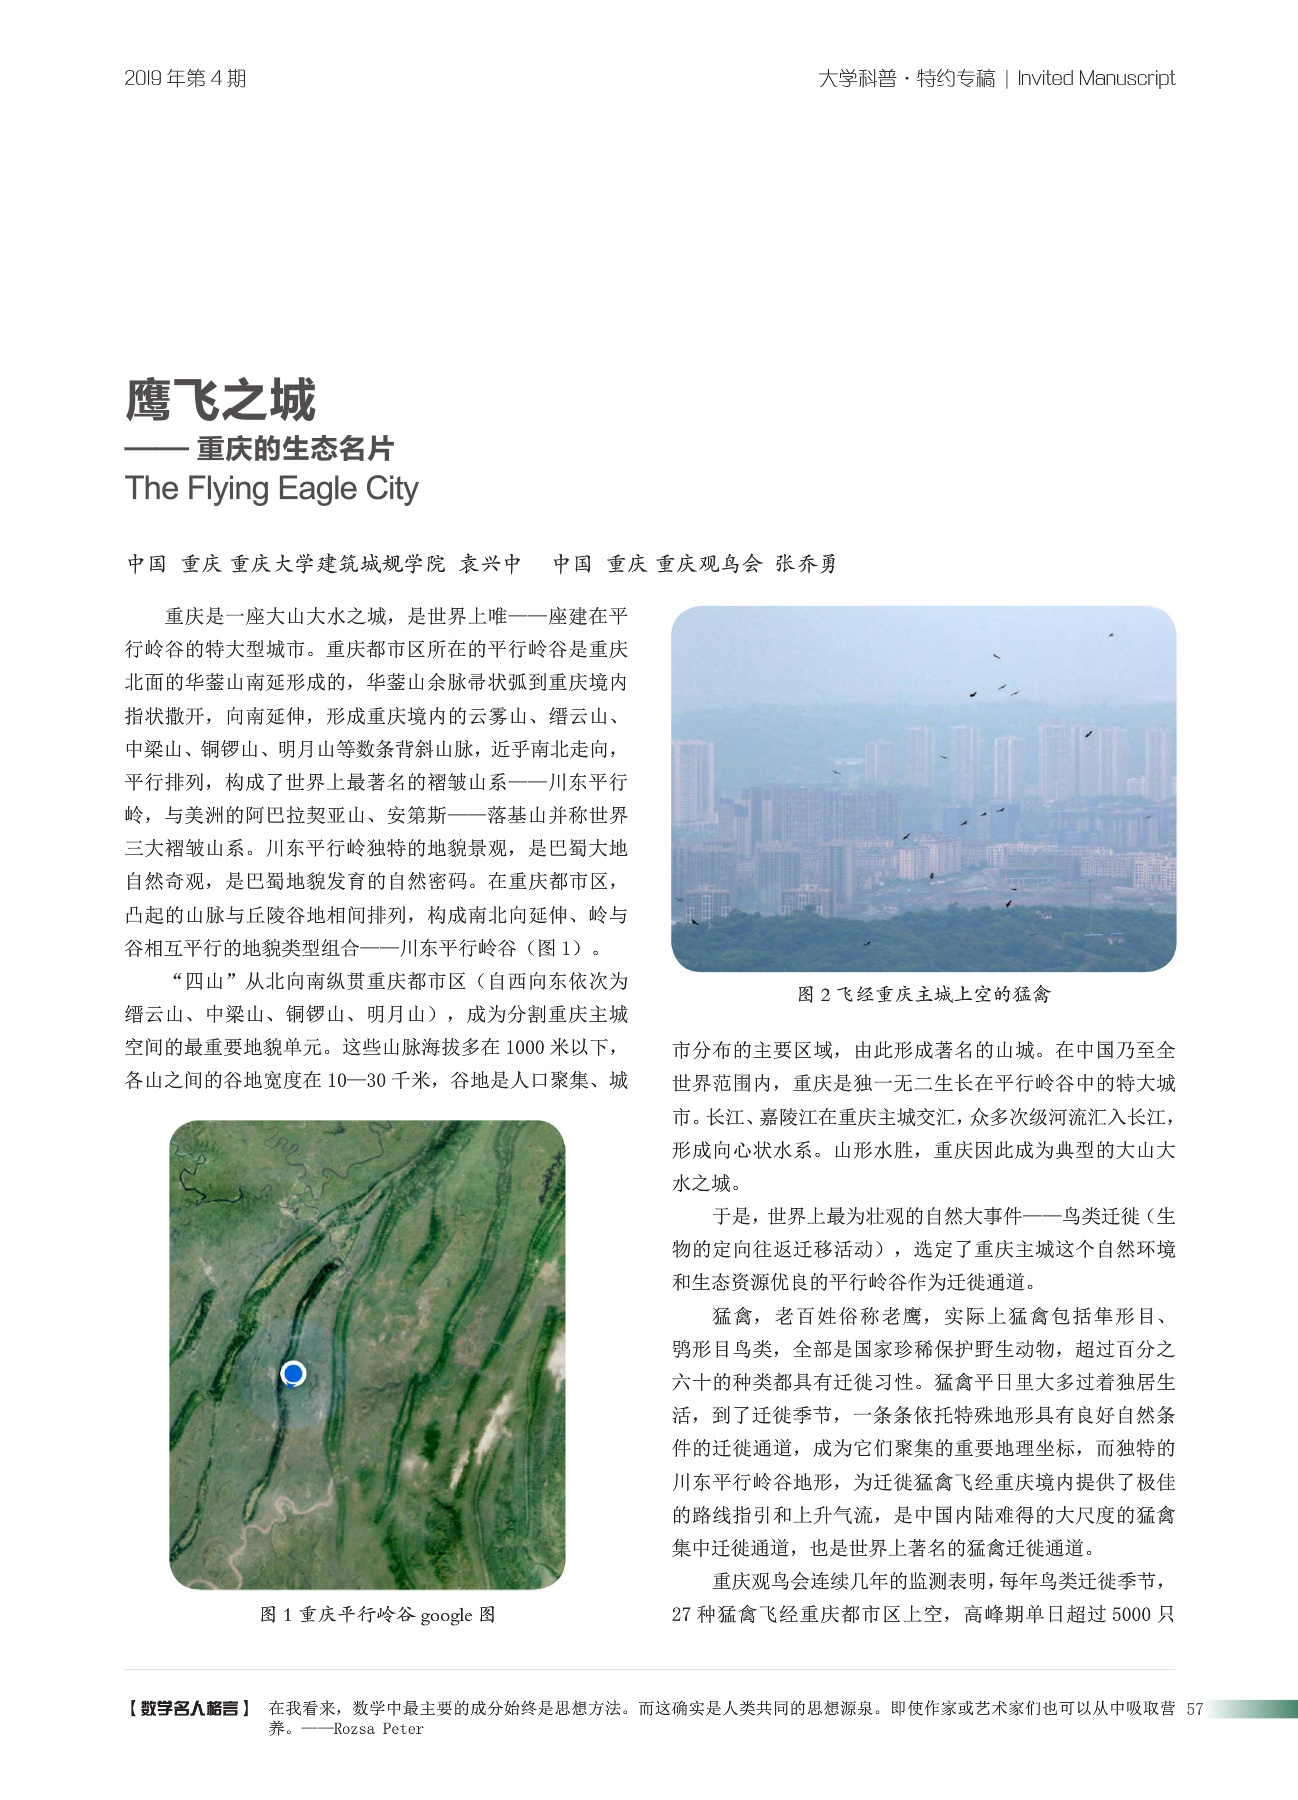 2019 年第 4 期
大学科普·特约专稿 | Invited Manuscript
鹰飞之城
—— 重庆的生态名片
The Flying Eagle City
中国 重庆 重庆大学建筑城规学院 袁兴中 中国 重庆 重庆观鸟会 张乔勇
重庆是一座大山大水之城，是世界上唯——座建在平
行岭谷的特大型城市。重庆都市区所在的平行岭谷是重庆
北面的华蓥山南延形成的，华蓥山余脉帚状弧到重庆境内
指状撒开，向南延伸，形成重庆境内的云雾山、缙云山、
中梁山、铜锣山、明月山等数条背斜山脉，近乎南北走向，
平行排列，构成了世界上最著名的褶皱山系——川东平行
岭，与美洲的阿巴拉契亚山、安第斯——落基山并称世界
三大褶皱山系。川东平行岭独特的地貌景观，是巴蜀大地
自然奇观，是巴蜀地貌发育的自然密码。在重庆都市区，
凸起的山脉与丘陵谷地相间排列，构成南北向延伸、岭与
谷相互平行的地貌类型组合——川东平行岭谷（图 1）。
“四山”从北向南纵贯重庆都市区（自西向东依次为
缙云山、中梁山、铜锣山、明月山），成为分割重庆主城
空间的最重要地貌单元。这些山脉海拔多在 1000 米以下，
各山之间的谷地宽度在 10—30 千米，谷地是人口聚集、城
图 1 重庆平行岭谷 google 图
图 2 飞经重庆主城上空的猛禽
市分布的主要区域，由此形成著名的山城。在中国乃至全
世界范围内，重庆是独一无二生长在平行岭谷中的特大城
市。长江、嘉陵江在重庆主城交汇，众多次级河流汇入长江，
形成向心状水系。山形水胜，重庆因此成为典型的大山大
水之城。
于是，世界上最为壮观的自然大事件——鸟类迁徙（生
物的定向往返迁移活动），选定了重庆主城这个自然环境
和生态资源优良的平行岭谷作为迁徙通道。
猛禽，老百姓俗称老鹰，实际上猛禽包括隼形目、
鸮形目鸟类，全部是国家珍稀保护野生动物，超过百分之
六十的种类都具有迁徙习性。猛禽平日里大多过着独居生
活，到了迁徙季节，一条条依托特殊地形具有良好自然条
件的迁徙通道，成为它们聚集的重要地理坐标，而独特的
川东平行岭谷地形，为迁徙猛禽飞经重庆境内提供了极佳
的路线指引和上升气流，是中国内陆难得的大尺度的猛禽
集中迁徙通道，也是世界上著名的猛禽迁徙通道。
重庆观鸟会连续几年的监测表明，每年鸟类迁徙季节，
27 种猛禽飞经重庆都市区上空，高峰期单日超过 5000 只
【数学名人格言】 在我看来，数学中最主要的成分始终是思想方法。而这确实是人类共同的思想源泉。即使作家或艺术家们也可以从中吸取营
养。——Rozsa Peter
57